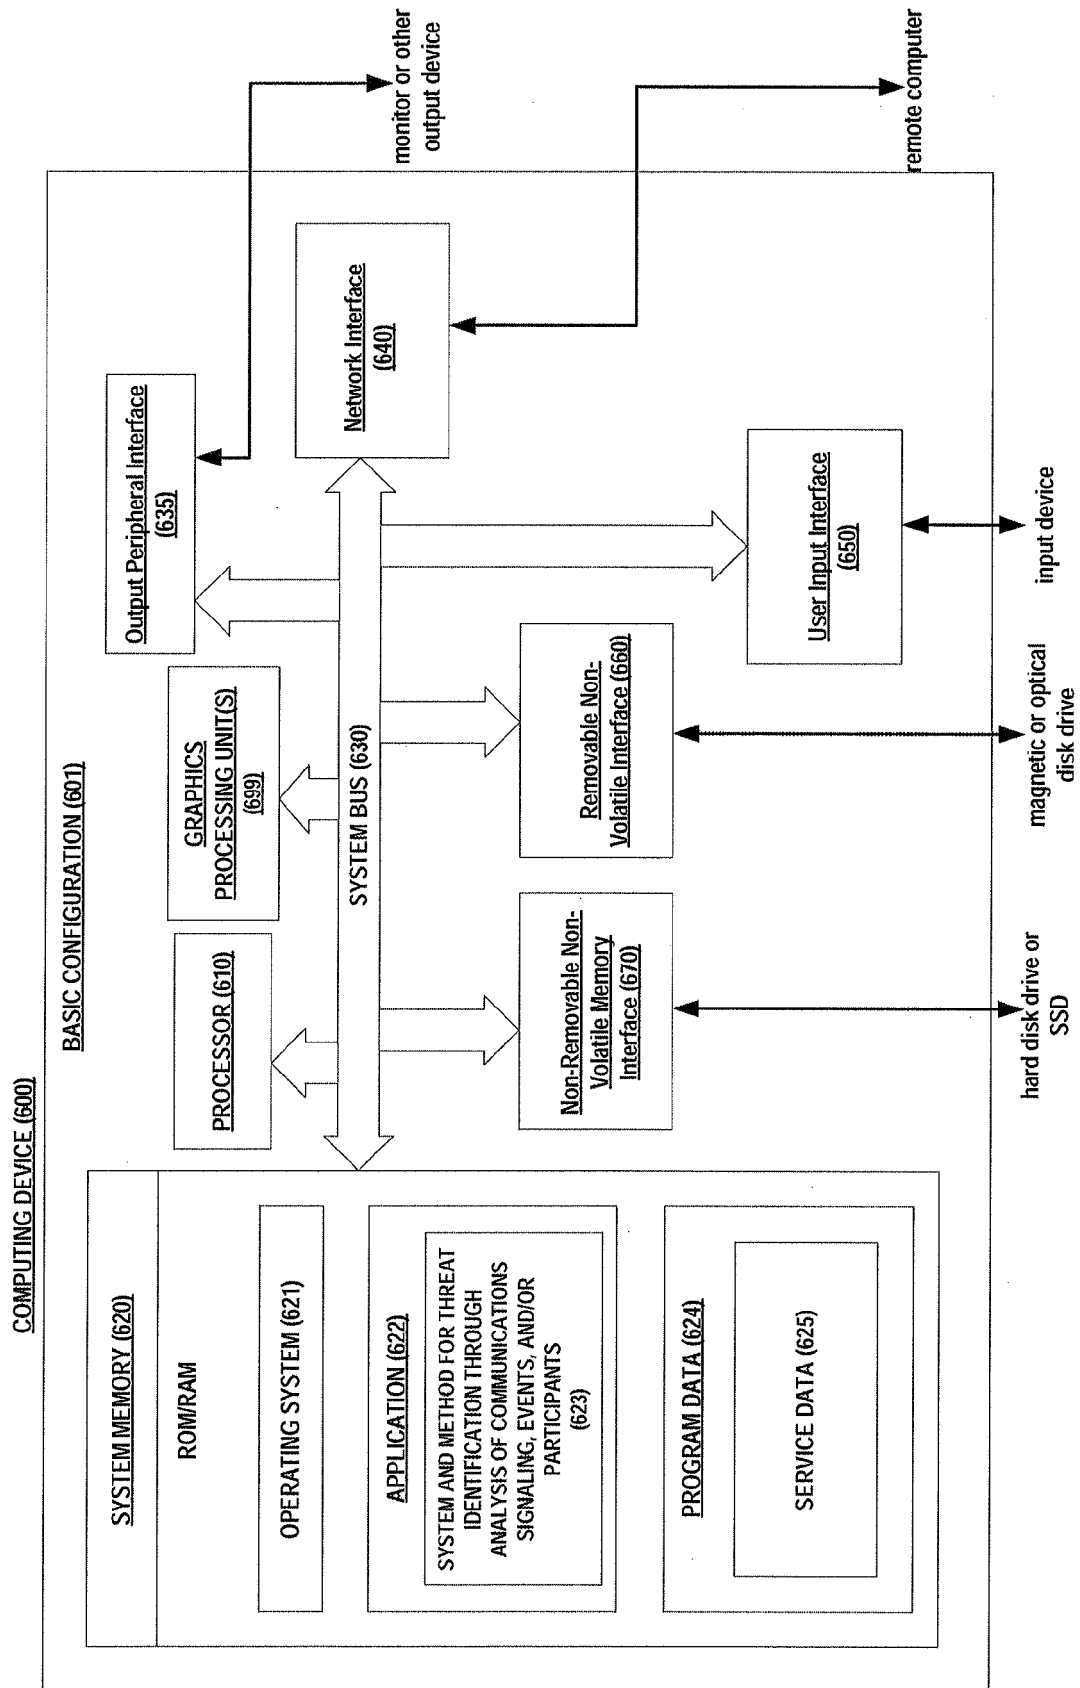 COMPUTING DEVICE (600)
BASIC CONFIGURATION (601)
SYSTEM MEMORY (620)
ROM/RAM
OPERATING SYSTEM (621)
APPLICATION (622)
SYSTEM AND METHOD FOR THREAT
IDENTIFICATION THROUGH
ANALYSIS OF COMMUNICATIONS
SIGNALING, EVENTS, AND/OR
PARTICIPANTS
(623)
PROGRAM DATA (624)
SERVICE DATA (625)
PROCESSOR (610)
GRAPHICS
PROCESSING UNIT(S)
(699)
Output Peripheral Interface
(635)
monitor or other
output device
SYSTEM BUS (630)
Network Interface
(640)
remote computer
Non-Removable Non-
Volatile Memory
Interface (670)
Removable Non-
Volatile Interface (660)
User Input Interface
(650)
hard disk drive or
SSD
magnetic or optical
disk drive
input device